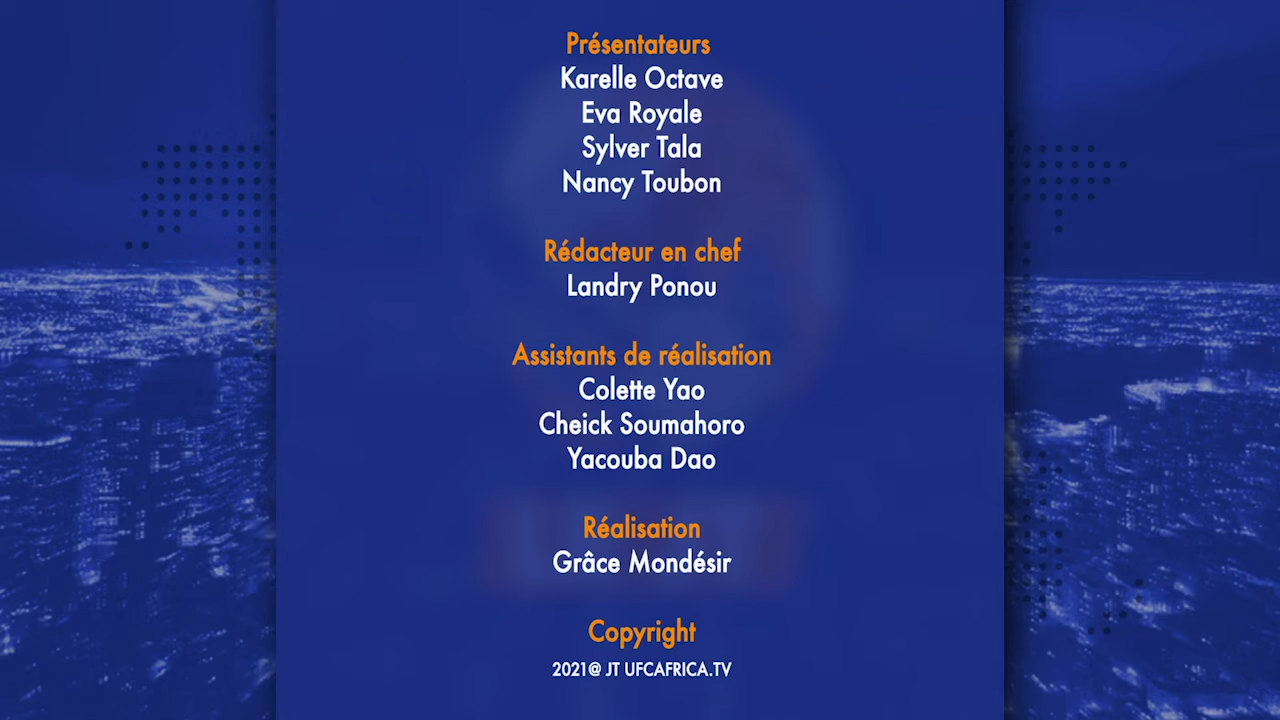 Présentateurs
Karelle Octave
Eva Royale
Sylver Tala
Nancy Toubon
Rédacteur en chef
Landry Ponou
Assistants de réalisation
Colette Yao
Cheick Soumahoro
Yacouba Dao
Réalisation
Grâce Mondésir
Copyright
2021@ JT UFCAFRICA.TV